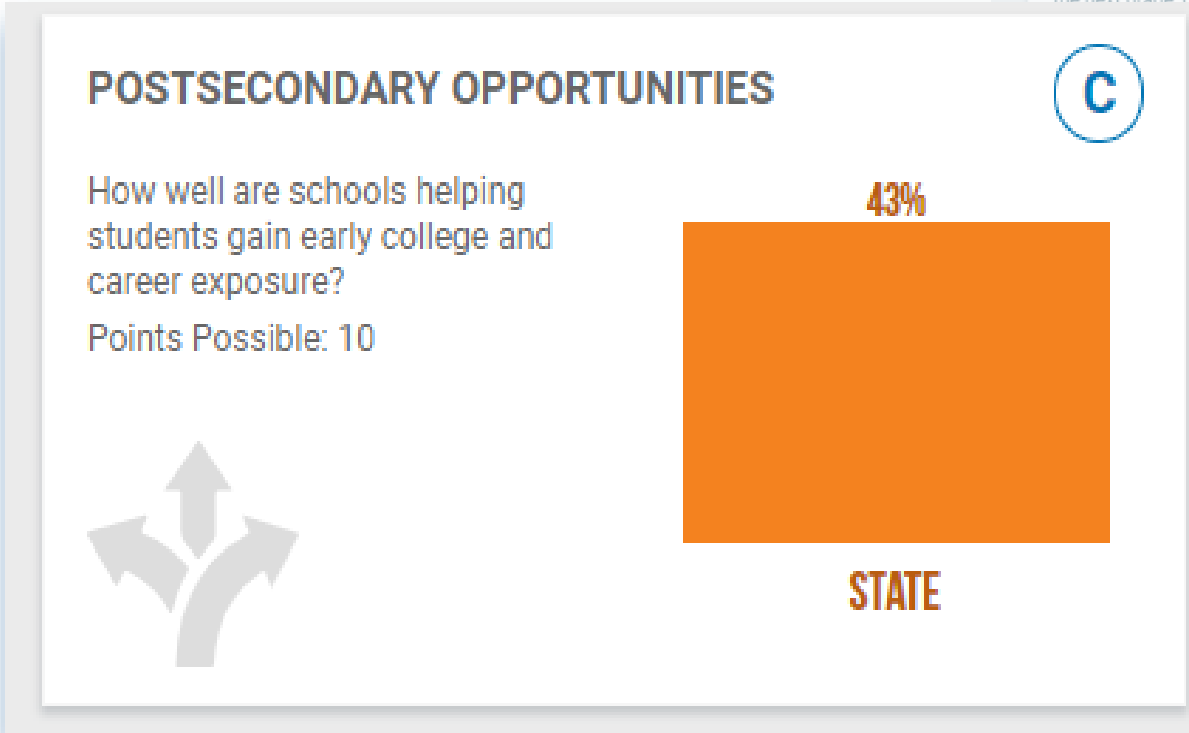 POSTSECONDARY OPPORTUNITIES
C
How well are schools helping
students gain early college and
career exposure?
Points Possible: 10
43%
STATE